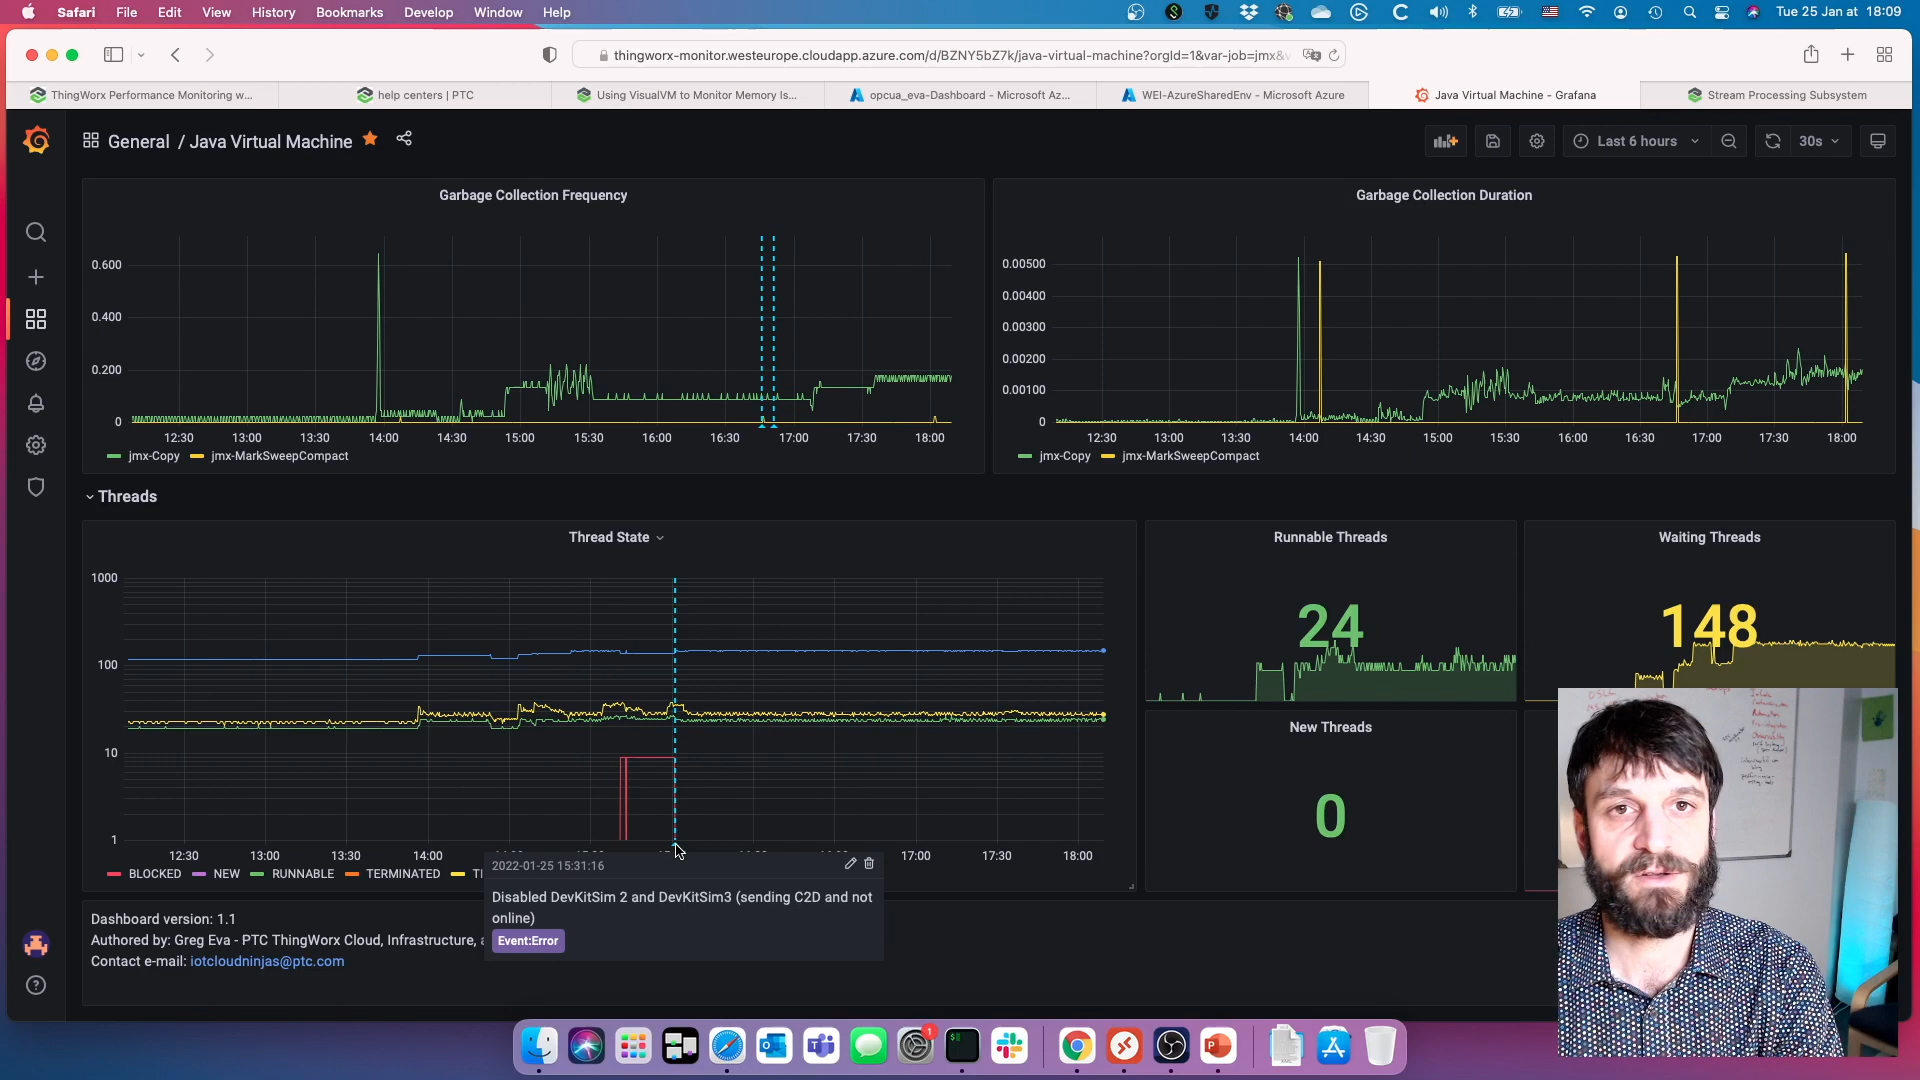 Safari File Edit View History Bookmarks Develop Window Help
Tue 25 Jan at 18:09
thingworx-monitor.westeurope.cloudapp.azure.com/d/BZNY5bZ7k/java-virtual-machine?orgId=1&var-job=jmx&v
ThingWorx Performance Monitoring w...
help centers | PTC
Using VisualVM to Monitor Memory Is...
opcua_eva-Dashboard - Microsoft Az...
WEI-AzureSharedEnv - Microsoft Azure
Java Virtual Machine - Grafana
Stream Processing Subsystem
General / Java Virtual Machine
Last 6 hours
30s
Garbage Collection Frequency
0.600
0.400
0.200
0
12:30 13:00 13:30 14:00 14:30 15:00 15:30 16:00 16:30 17:00 17:30 18:00
jmx-Copy jmx-MarkSweepCompact
Garbage Collection Duration
0.00500
0.00400
0.00300
0.00200
0.00100
0
12:30 13:00 13:30 14:00 14:30 15:00 15:30 16:00 16:30 17:00 17:30 18:00
jmx-Copy jmx-MarkSweepCompact
Threads
Thread State
1000
100
10
1
12:30 13:00 13:30 14:00 17:00 17:30 18:00
BLOCKED NEW RUNNABLE TERMINATED TI
2022-01-25 15:31:16
Disabled DevKitSim 2 and DevKitSim3 (sending C2D and not
online)
Event:Error
Runnable Threads
24
Waiting Threads
148
New Threads
0
Dashboard version: 1.1
Authored by: Greg Eva - PTC ThingWorx Cloud, Infrastructure, a
Contact e-mail: iotcloudninjas@ptc.com
1